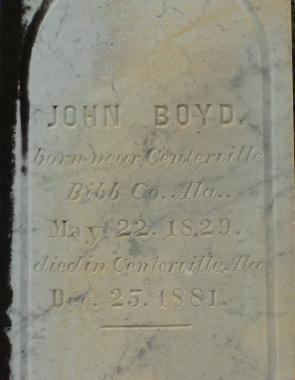 JOHN BOYD.
born near Centerville
Bibb Co., Ala..
May 22. 1829.
died in Centerville, Ala
Dec. 25. 1881.